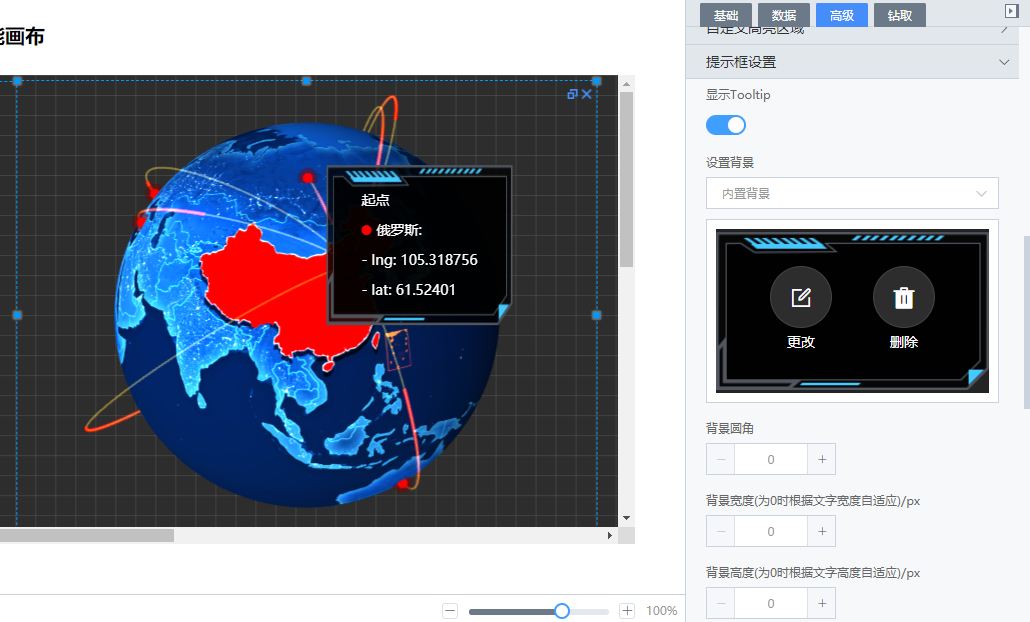 能画布
起点
俄罗斯:
- lng: 105.318756
- lat: 61.52401
100%
基础
数据
高级
钻取
自定义高亮区域
提示框设置
显示Tooltip
设置背景
内置背景
更改
删除
背景圆角
0
背景宽度(为0时根据文字宽度自适应)/px
0
背景高度(为0时根据文字高度自适应)/px
0